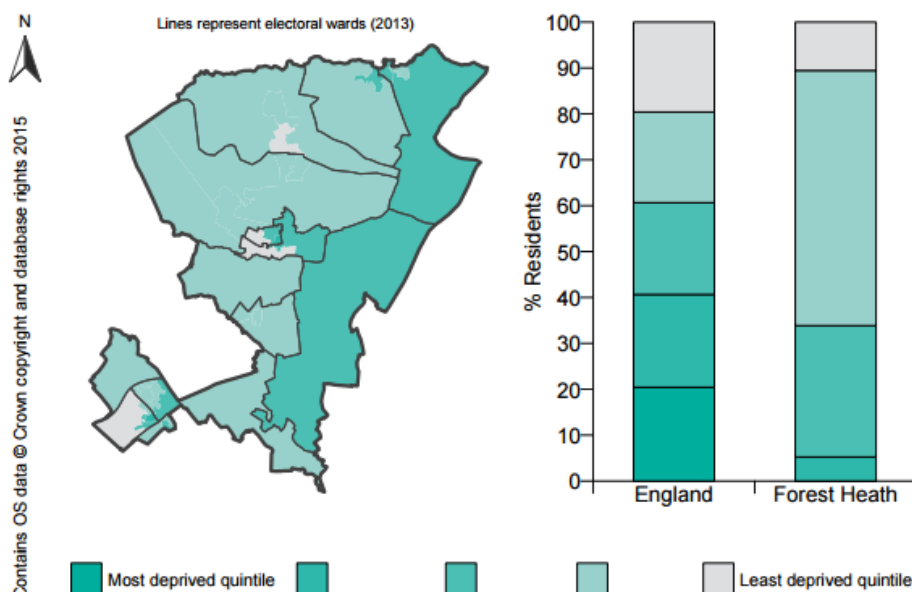 N
Lines represent electoral wards (2013)
Contains OS data © Crown copyright and database rights 2015
100
90
80
70
60
50
40
30
20
10
0
% Residents
England
Forest Heath
Most deprived quintile
Least deprived quintile